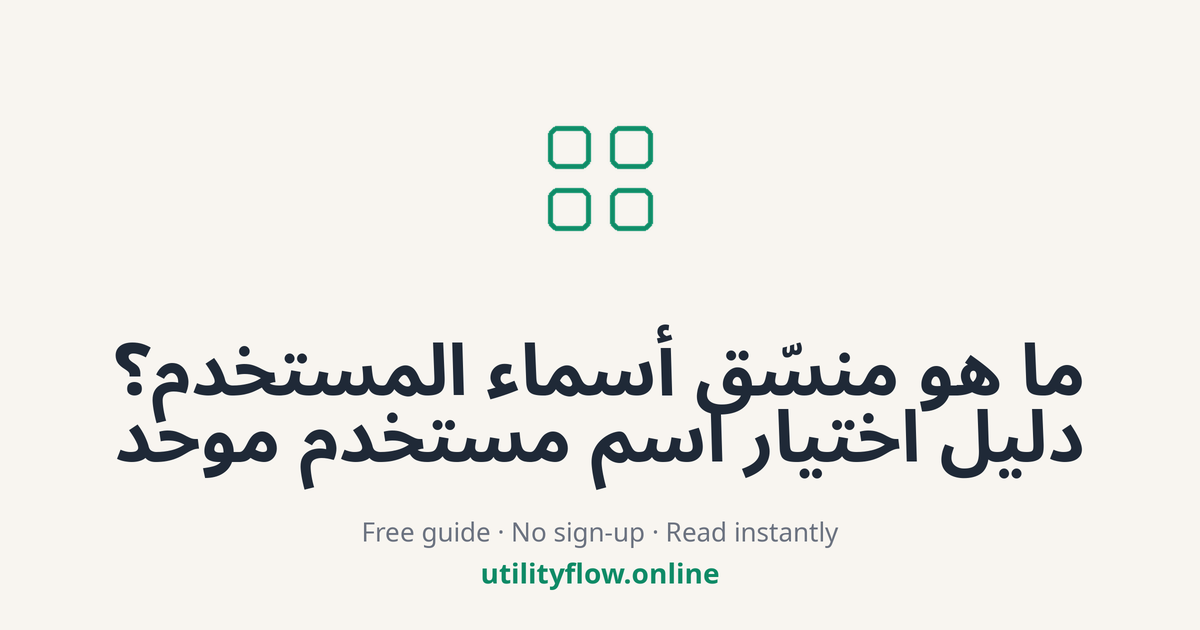 ما هو منسّق أسماء المستخدم؟
دليل اختيار اسم مستخدم موحد
Free guide · No sign-up · Read instantly
utilityflow.online